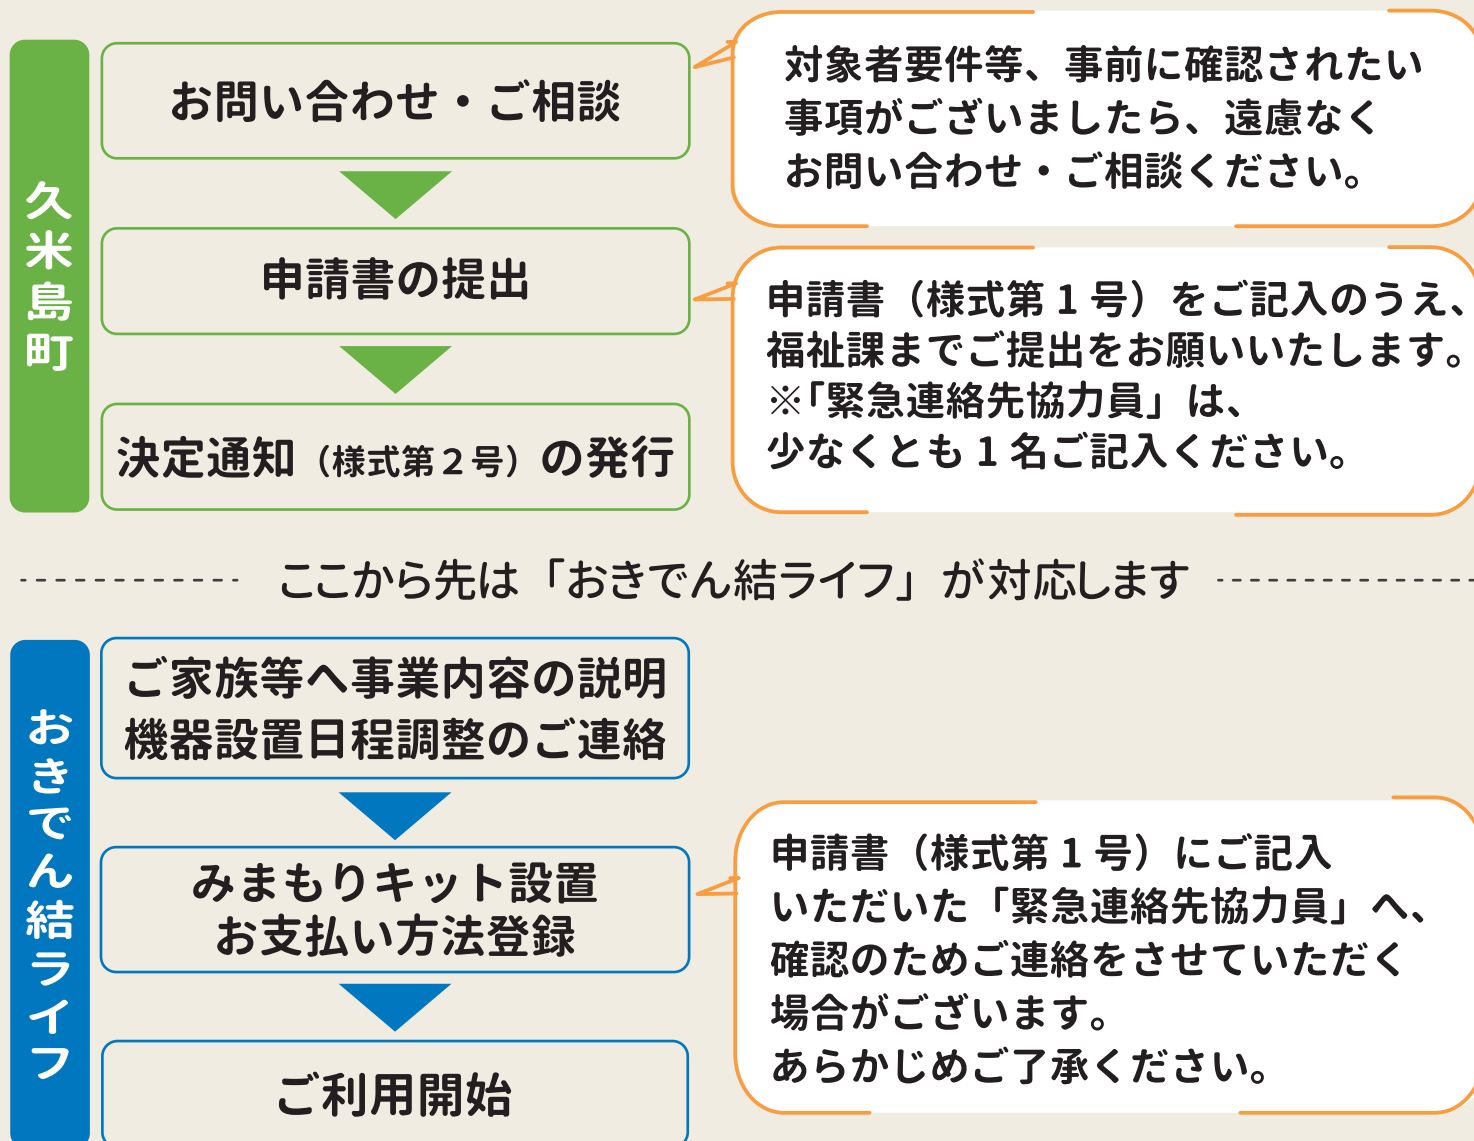 久米島町
お問い合わせ・ご相談
対象者要件等、事前に確認されたい
事項がございましたら、遠慮なく
お問い合わせ・ご相談ください。
申請書の提出
申請書（様式第１号）をご記入のうえ、
福祉課までご提出をお願いいたします。
※「緊急連絡先協力員」は、
少なくとも１名ご記入ください。
決定通知（様式第２号）の発行
ここから先は「おきでん結ライフ」が対応します
おきでん結ライフ
ご家族等へ事業内容の説明
機器設置日程調整のご連絡
みまもりキット設置
お支払い方法登録
申請書（様式第１号）にご記入
いただいた「緊急連絡先協力員」へ、
確認のためご連絡をさせていただく
場合がございます。
あらかじめご了承ください。
ご利用開始